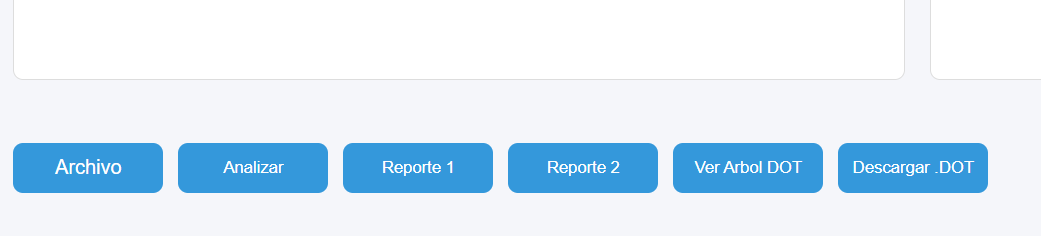 Archivo
Analizar
Reporte 1
Reporte 2
Ver Arbol DOT
Descargar .DOT